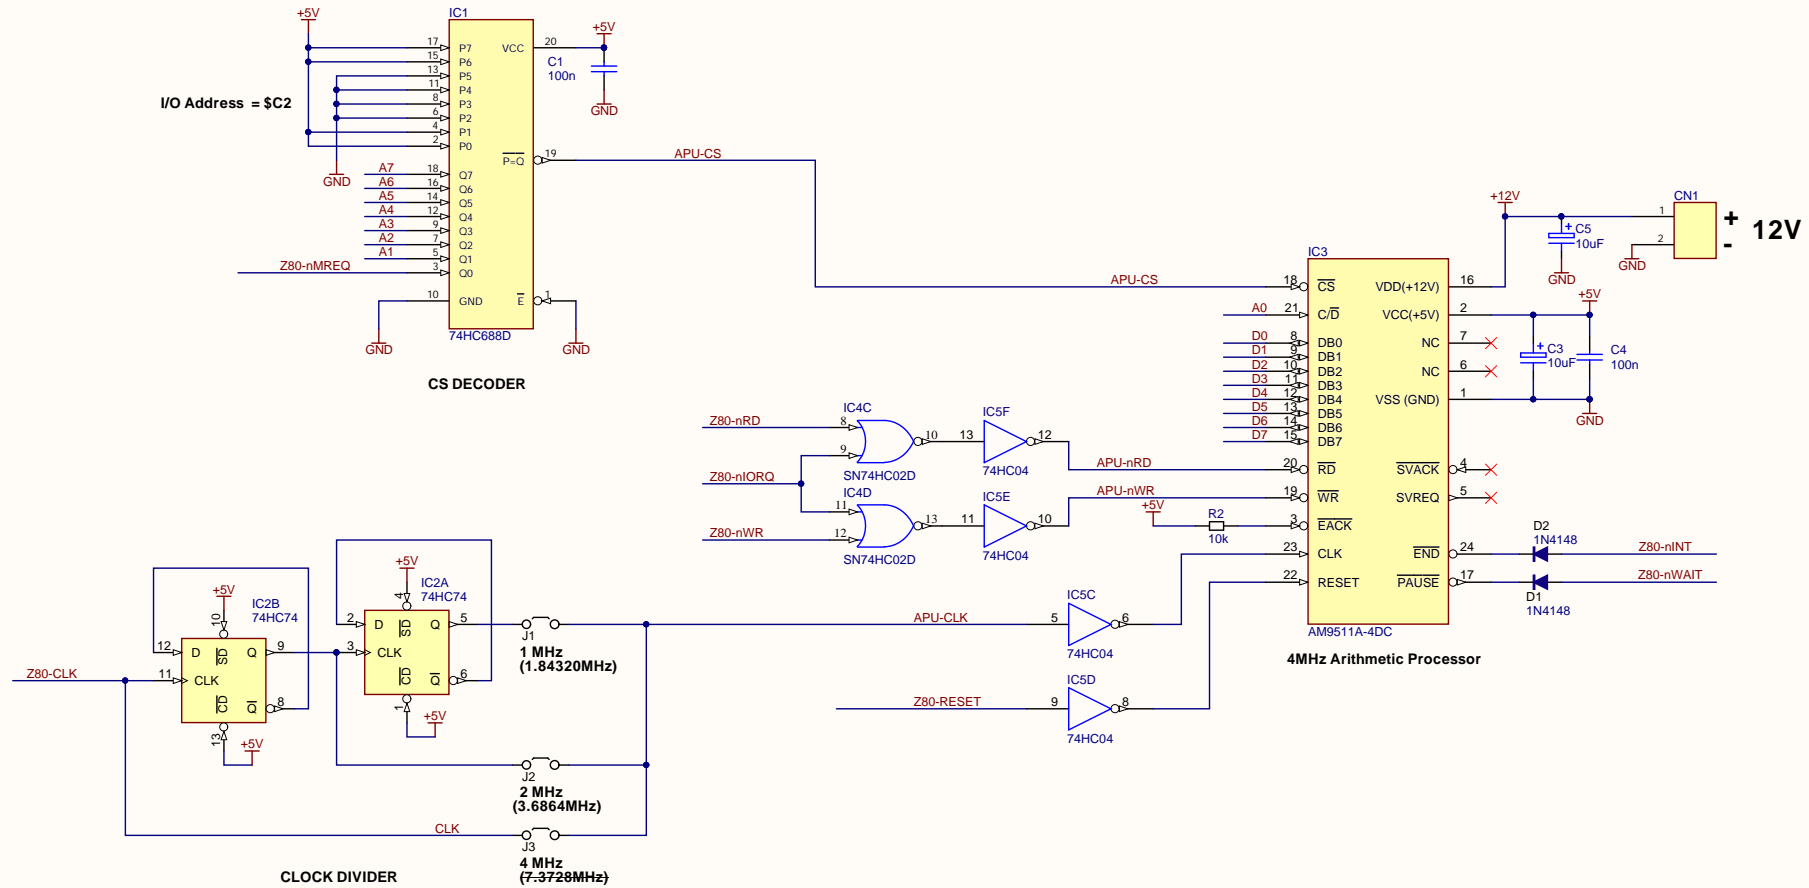 +5V
IC1
17 P7
15 P6
13 P5
11 P4
8 P3
6 P2
4 P1
2 P0
VCC 20
+5V
C1
100n
GND
I/O Address = $C2
GND
P=Q 19
APU-CS
A7 18 Q7
A6 16 Q6
A5 14 Q5
A4 12 Q4
A3 9 Q3
A2 7 Q2
A1 5 Q1
Z80-nMREQ 3 Q0
10 GND
E 1
74HC688D
GND
GND
CS DECODER
+12V
CN1
1
2
+
-
12V
C5
+
10uF
GND
GND
IC3
APU-CS 18 CS
A0 21 C/D
D0 8 DB0
D1 9 DB1
D2 10 DB2
D3 11 DB3
D4 12 DB4
D5 13 DB5
D6 14 DB6
D7 15 DB7
APU-nRD 20 RD
APU-nWR 19 WR
3 EACK
23 CLK
22 RESET
VDD(+12V) 16
VCC(+5V) 2
NC 7
NC 6
VSS (GND) 1
SVACK 4
SVREQ 5
END 24
PAUSE 17
AM9511A-4DC
4MHz Arithmetic Processor
+5V
+
C3
10uF
C4
100n
GND
+5V
R2
10k
D2
1N4148
Z80-nINT
Z80-nWAIT
D1
1N4148
Z80-nRD
IC4C
8
9
10
SN74HC02D
IC5F
13
12
74HC04
Z80-nIORQ
IC4D
11
12
13
SN74HC02D
IC5E
11
10
74HC04
Z80-nWR
IC5C
APU-CLK
5
6
74HC04
IC5D
Z80-RESET
9
8
74HC04
+5V
IC2B
74HC74
10
12 D
SD
Q 9
11 CLK
CD
Q 8
13
+5V
Z80-CLK
+5V
IC2A
74HC74
4
2 D
SD
Q 5
3 CLK
CD
Q 6
1
+5V
J1
1 MHz
(1.84320MHz)
J2
2 MHz
(3.6864MHz)
CLK
J3
4 MHz
(7.3728MHz)
CLOCK DIVIDER